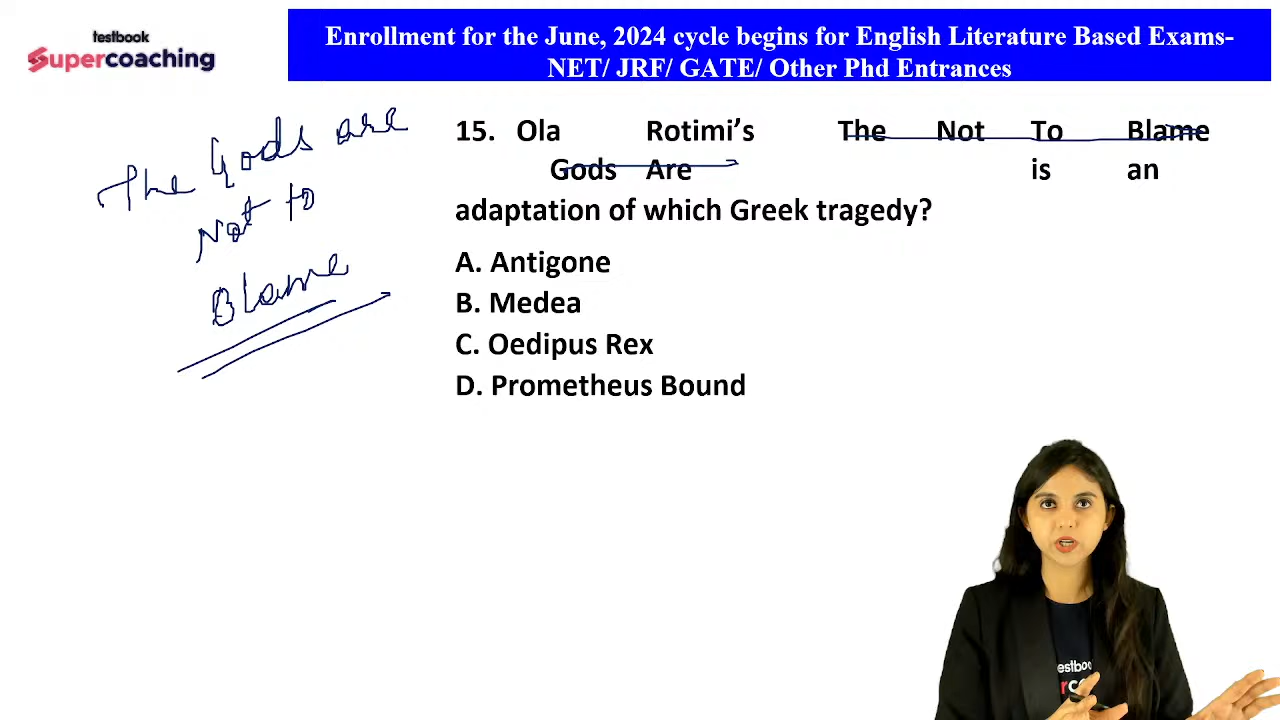 testbook
Supercoaching
Enrollment for the June, 2024 cycle begins for English Literature Based Exams-
NET/ JRF/ GATE/ Other Phd Entrances
The Gods are
Not to
Blame
15. Ola Rotimi's The Not To Blame
Gods Are is an
adaptation of which Greek tragedy?
A. Antigone
B. Medea
C. Oedipus Rex
D. Prometheus Bound